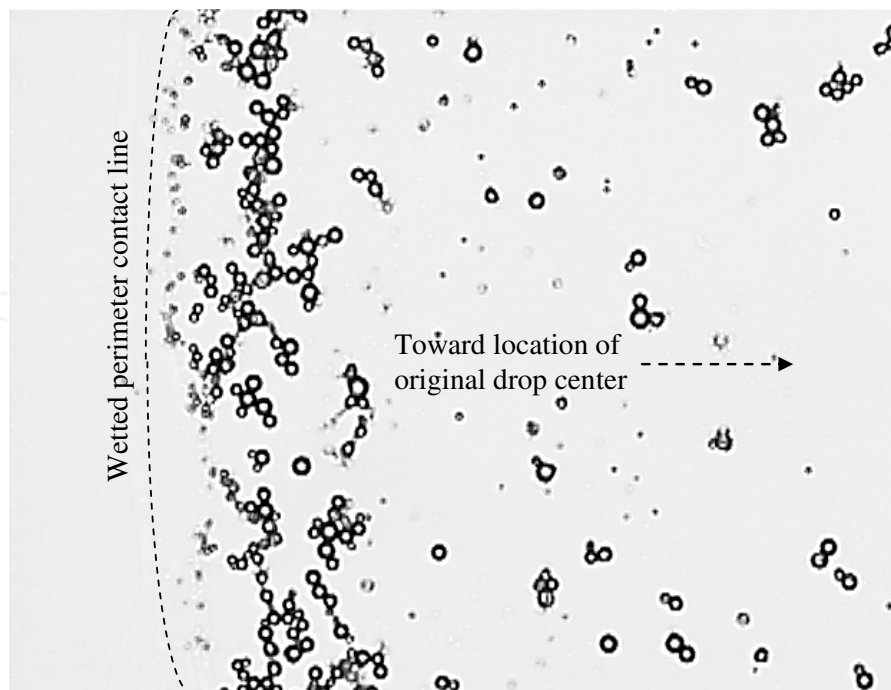 Wetted perimeter contact line
Toward location of
original drop center